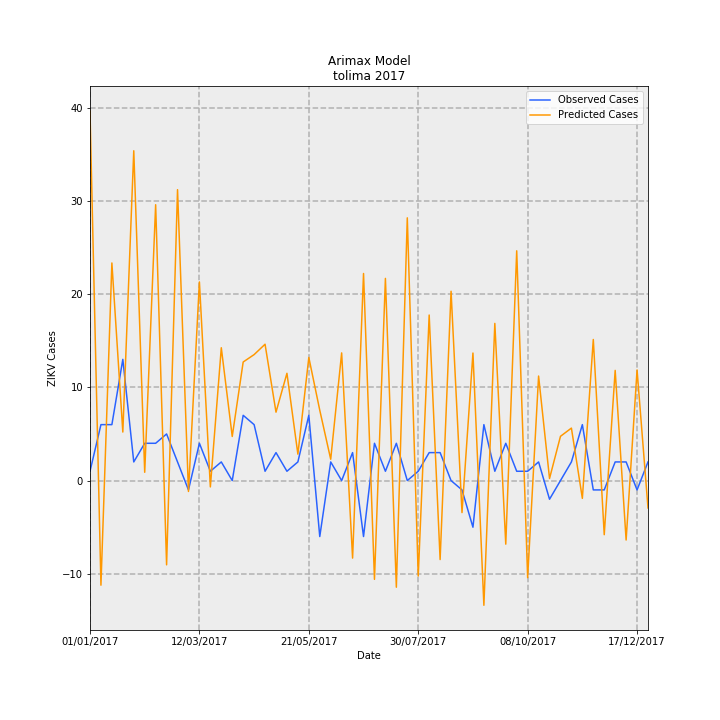 Arimax Model
tolima 2017
Observed Cases
Predicted Cases
ZIKV Cases
40
30
20
10
0
−10
01/01/2017
12/03/2017
21/05/2017
30/07/2017
08/10/2017
17/12/2017
Date